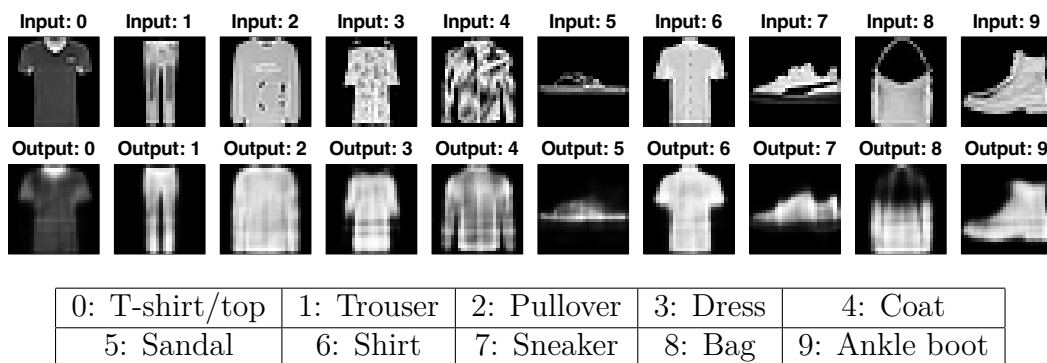 Input: 0 Input: 1 Input: 2 Input: 3 Input: 4 Input: 5 Input: 6 Input: 7 Input: 8 Input: 9
Output: 0 Output: 1 Output: 2 Output: 3 Output: 4 Output: 5 Output: 6 Output: 7 Output: 8 Output: 9
0: T-shirt/top 1: Trouser 2: Pullover 3: Dress 4: Coat
5: Sandal 6: Shirt 7: Sneaker 8: Bag 9: Ankle boot